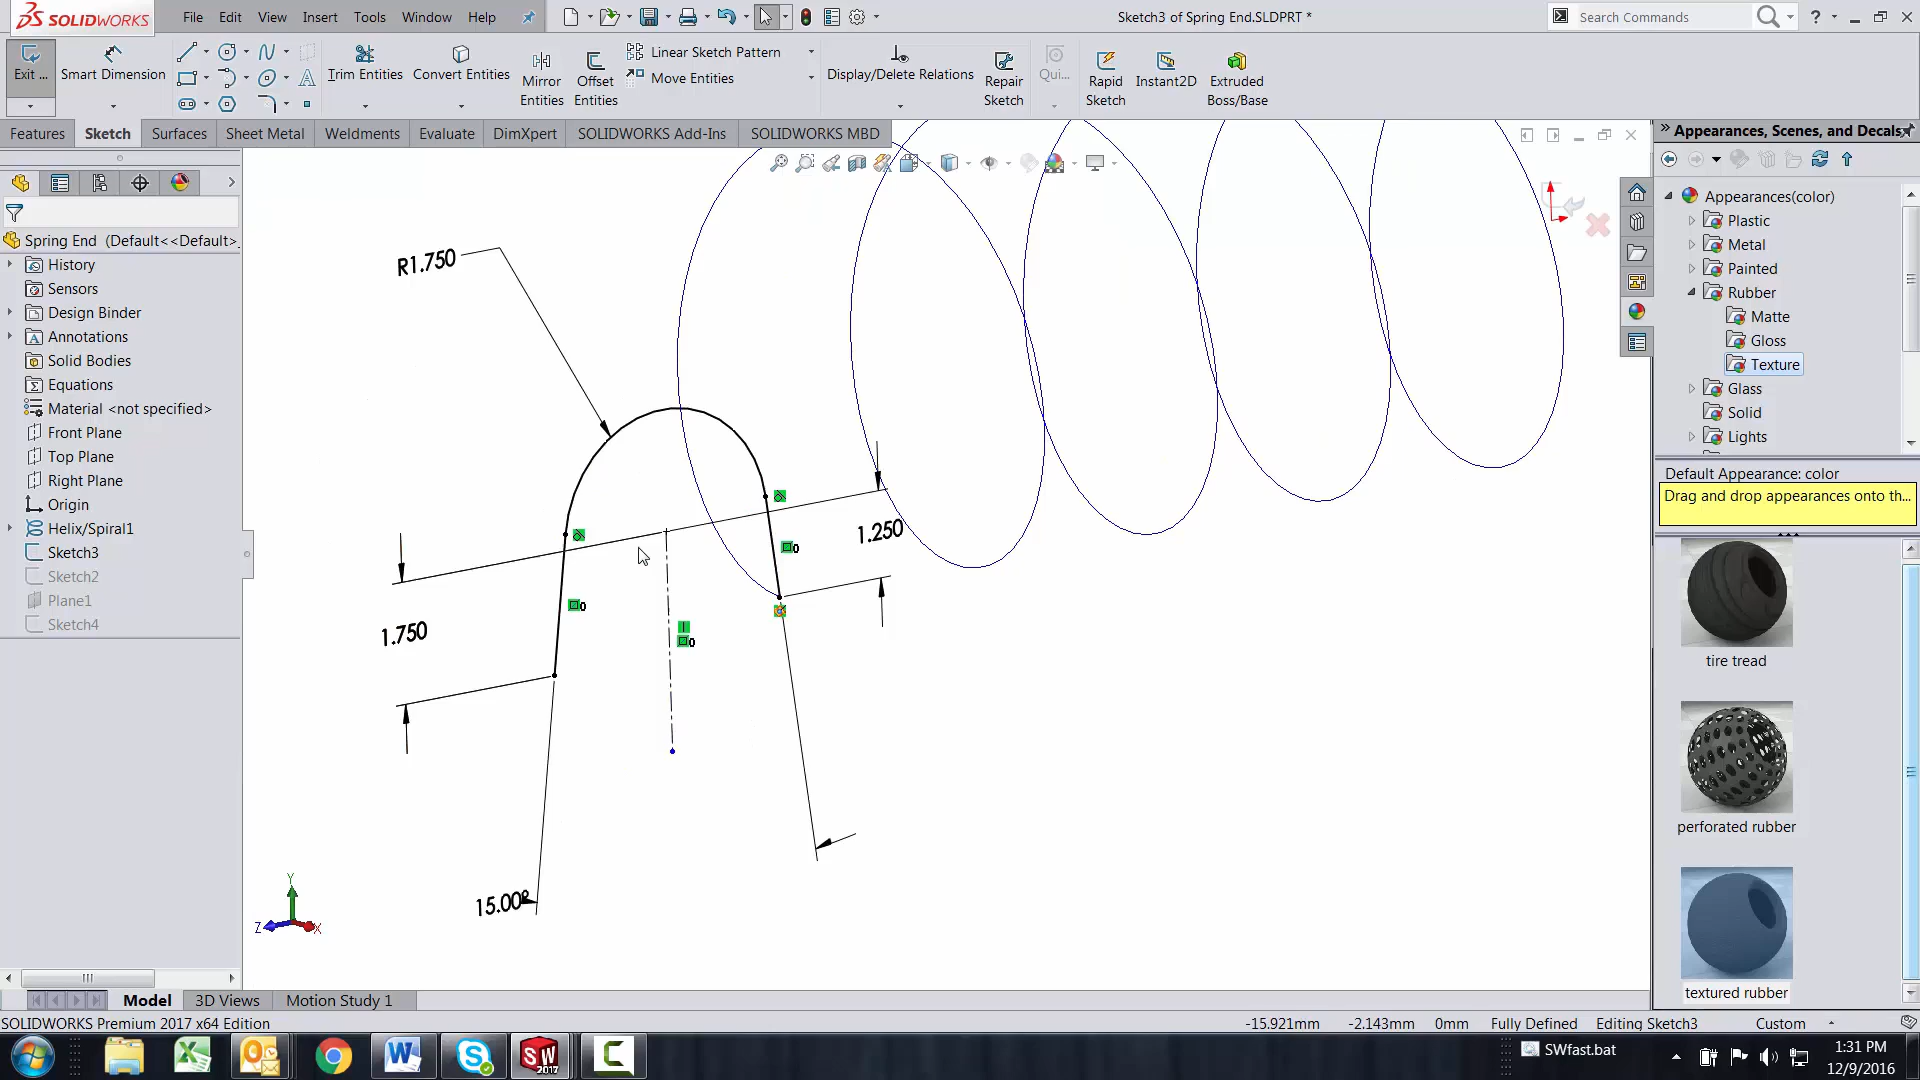 SOLIDWORKS File Edit View Insert Tools Window Help Sketch3 of Spring End.SLDPRT * Search Commands
Exit ... Smart Dimension Trim Entities Convert Entities Mirror Entities Offset Entities Linear Sketch Pattern Move Entities Display/Delete Relations Repair Sketch Qui... Rapid Sketch Instant2D Extruded Boss/Base
Features Sketch Surfaces Sheet Metal Weldments Evaluate DimXpert SOLIDWORKS Add-Ins SOLIDWORKS MBD
Spring End (Default<<Default>_
History
Sensors
Design Binder
Annotations
Solid Bodies
Equations
Material <not specified>
Front Plane
Top Plane
Right Plane
Origin
Helix/Spiral1
Sketch3
Sketch2
Plane1
Sketch4
R1.750
1.250
1.750
0
0
0
15.00°
Y
Z
X
Appearances, Scenes, and Decals
Appearances(color)
Plastic
Metal
Painted
Rubber
Matte
Gloss
Texture
Glass
Solid
Lights
Default Appearance: color
Drag and drop appearances onto th...
tire tread
perforated rubber
textured rubber
Model 3D Views Motion Study 1
SOLIDWORKS Premium 2017 x64 Edition -15.921mm -2.143mm 0mm Fully Defined Editing Sketch3 Custom
SW 2017
SWfast.bat
1:31 PM
12/9/2016